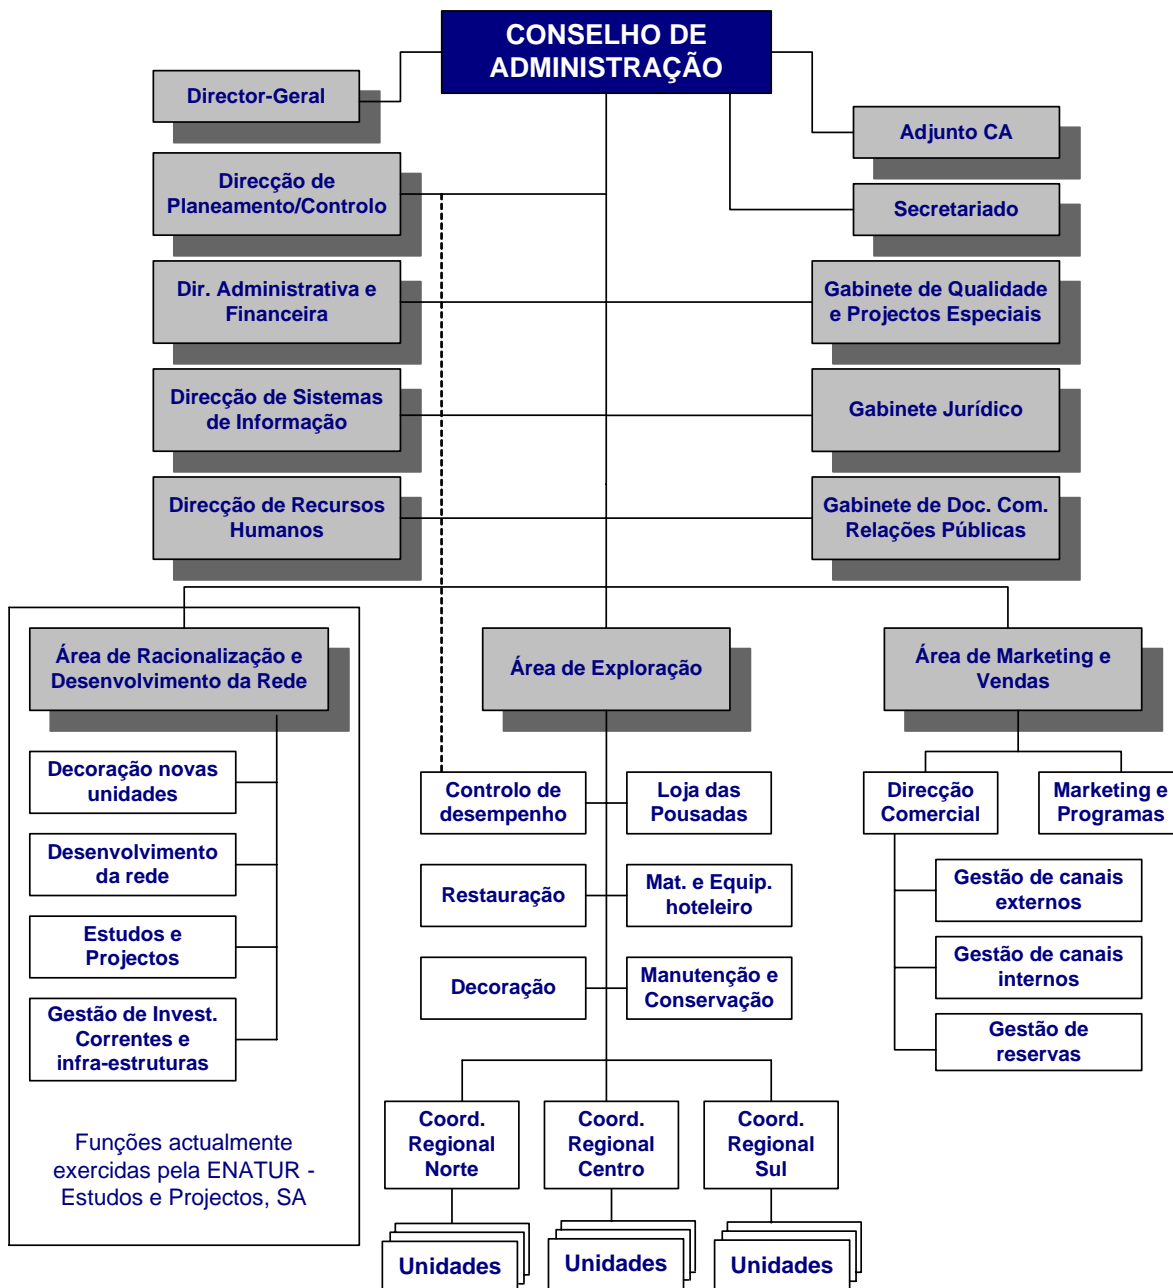 CONSELHO DE
ADMINISTRAÇÃO
Director-Geral
Adjunto CA
Direcção de
Planeamento/Controlo
Secretariado
Dir. Administrativa e
Financeira
Gabinete de Qualidade
e Projectos Especiais
Direcção de Sistemas
de Informação
Gabinete Jurídico
Direcção de Recursos
Humanos
Gabinete de Doc. Com.
Relações Públicas
Área de Racionalização e
Desenvolvimento da Rede
Área de Exploração
Área de Marketing e
Vendas
Decoração novas
unidades
Desenvolvimento
da rede
Estudos e
Projectos
Gestão de Invest.
Correntes e
infra-estruturas
Funções actualmente
exercidas pela ENATUR -
Estudos e Projectos, SA
Controlo de
desempenho
Loja das
Pousadas
Restauração
Mat. e Equip.
hoteleiro
Decoração
Manutenção e
Conservação
Coord.
Regional
Norte
Coord.
Regional
Centro
Coord.
Regional
Sul
Unidades
Unidades
Unidades
Direcção
Comercial
Marketing e
Programas
Gestão de canais
externos
Gestão de canais
internos
Gestão de
reservas